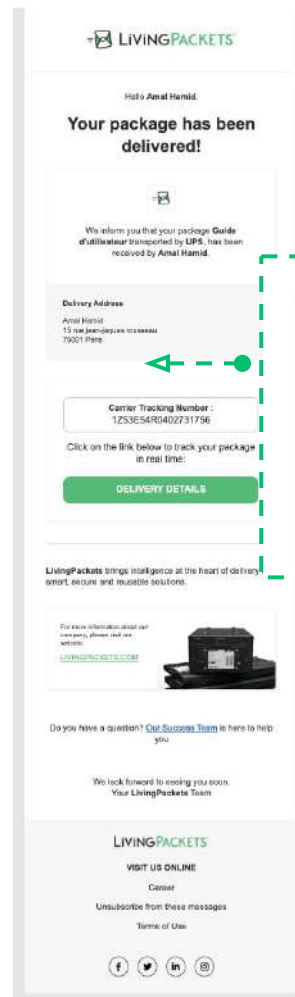 LIVINGPACKETS
Hello Amal Hamid,
Your package has been
delivered!
We inform you that your package Guide
d'utilisateur transported by UPS, has been
received by Amal Hamid.
Delivery Address
Amal Hamid
15 rue jean-jaques rousseau
75001 Paris
Carrier Tracking Number :
1Z53E54R0402731756
Click on the link below to track your package
in real time:
DELIVERY DETAILS
LivingPackets brings intelligence at the heart of delivery
smart, secure and reusable solutions.
For more information about our
company, please visit our
website.
LIVINGPACKETS.COM
Do you have a question? Our Success Team is here to help
you
We look forward to seeing you soon.
Your LivingPackets Team
LIVINGPACKETS
VISIT US ONLINE
Career
Unsubscribe from these messages
Terms of Use